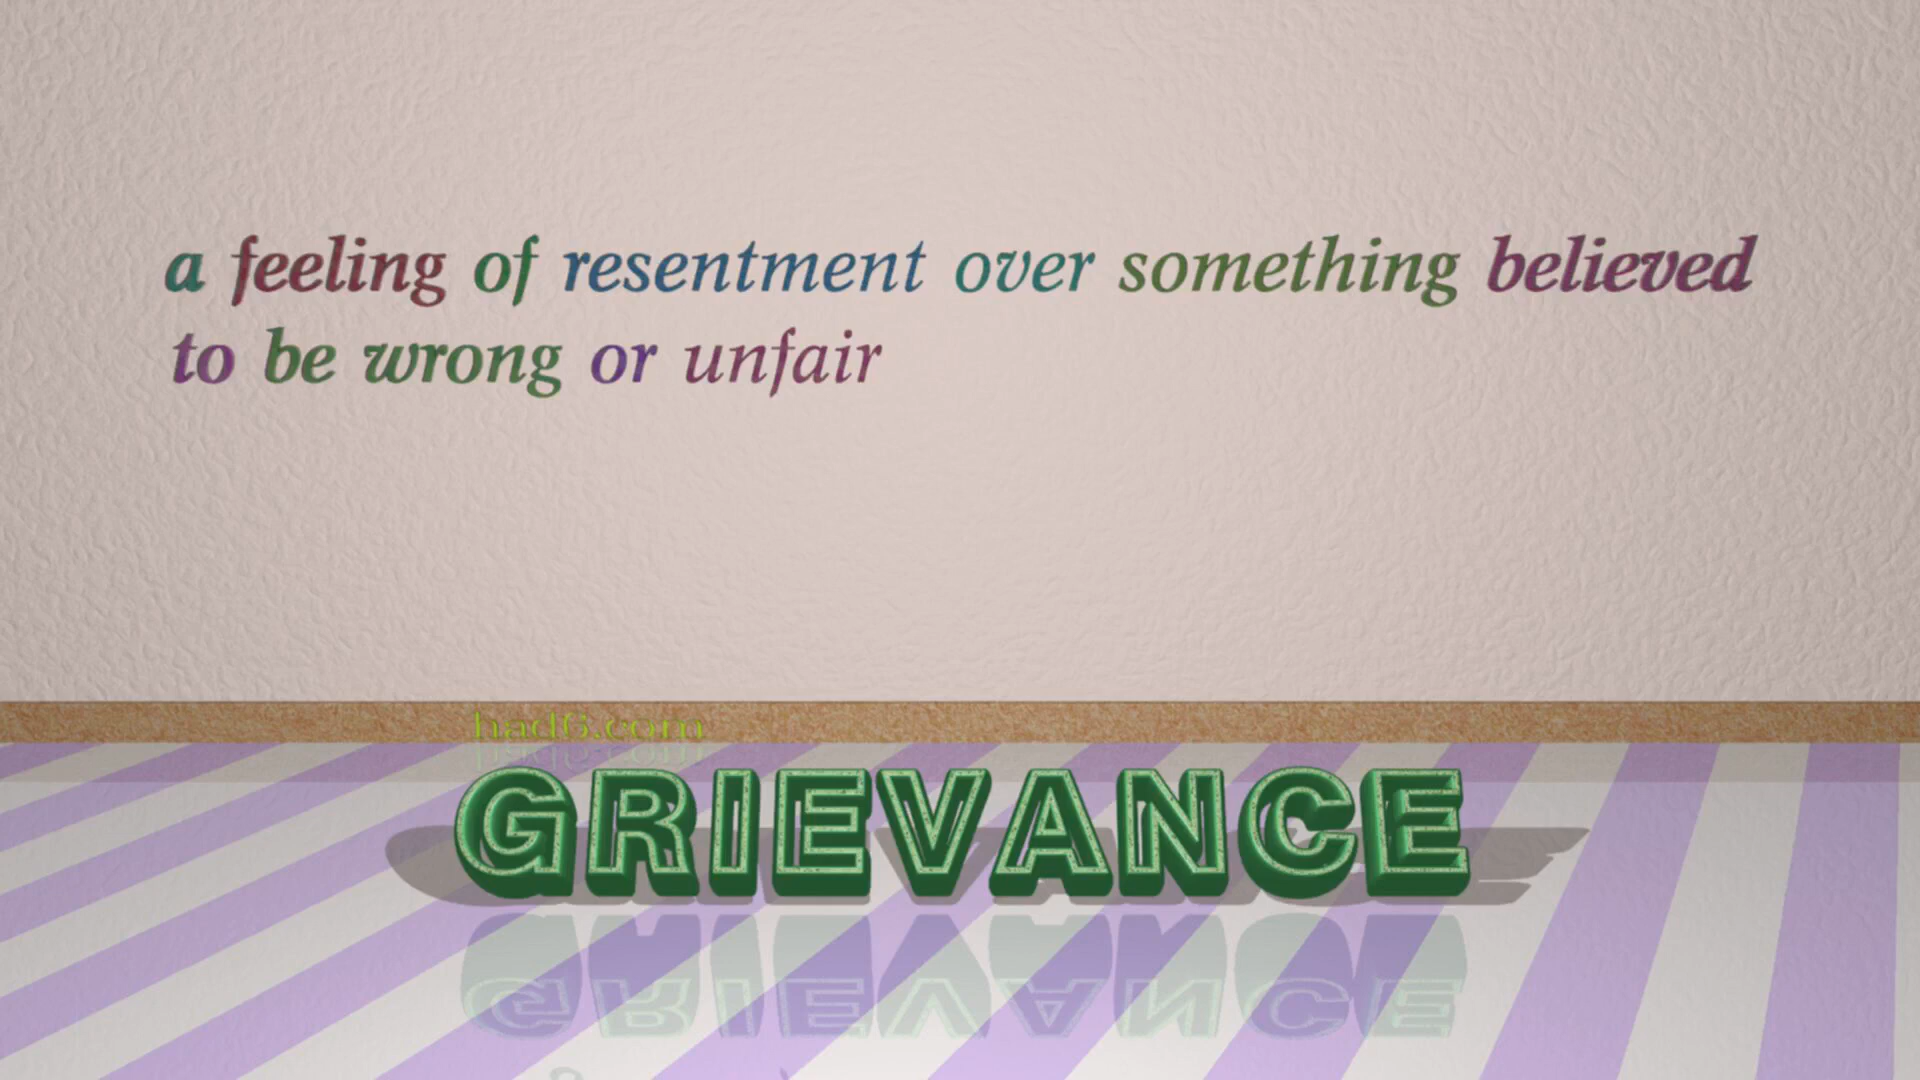 a feeling of resentment over something believed
to be wrong or unfair
had6.com
GRIEVANCE